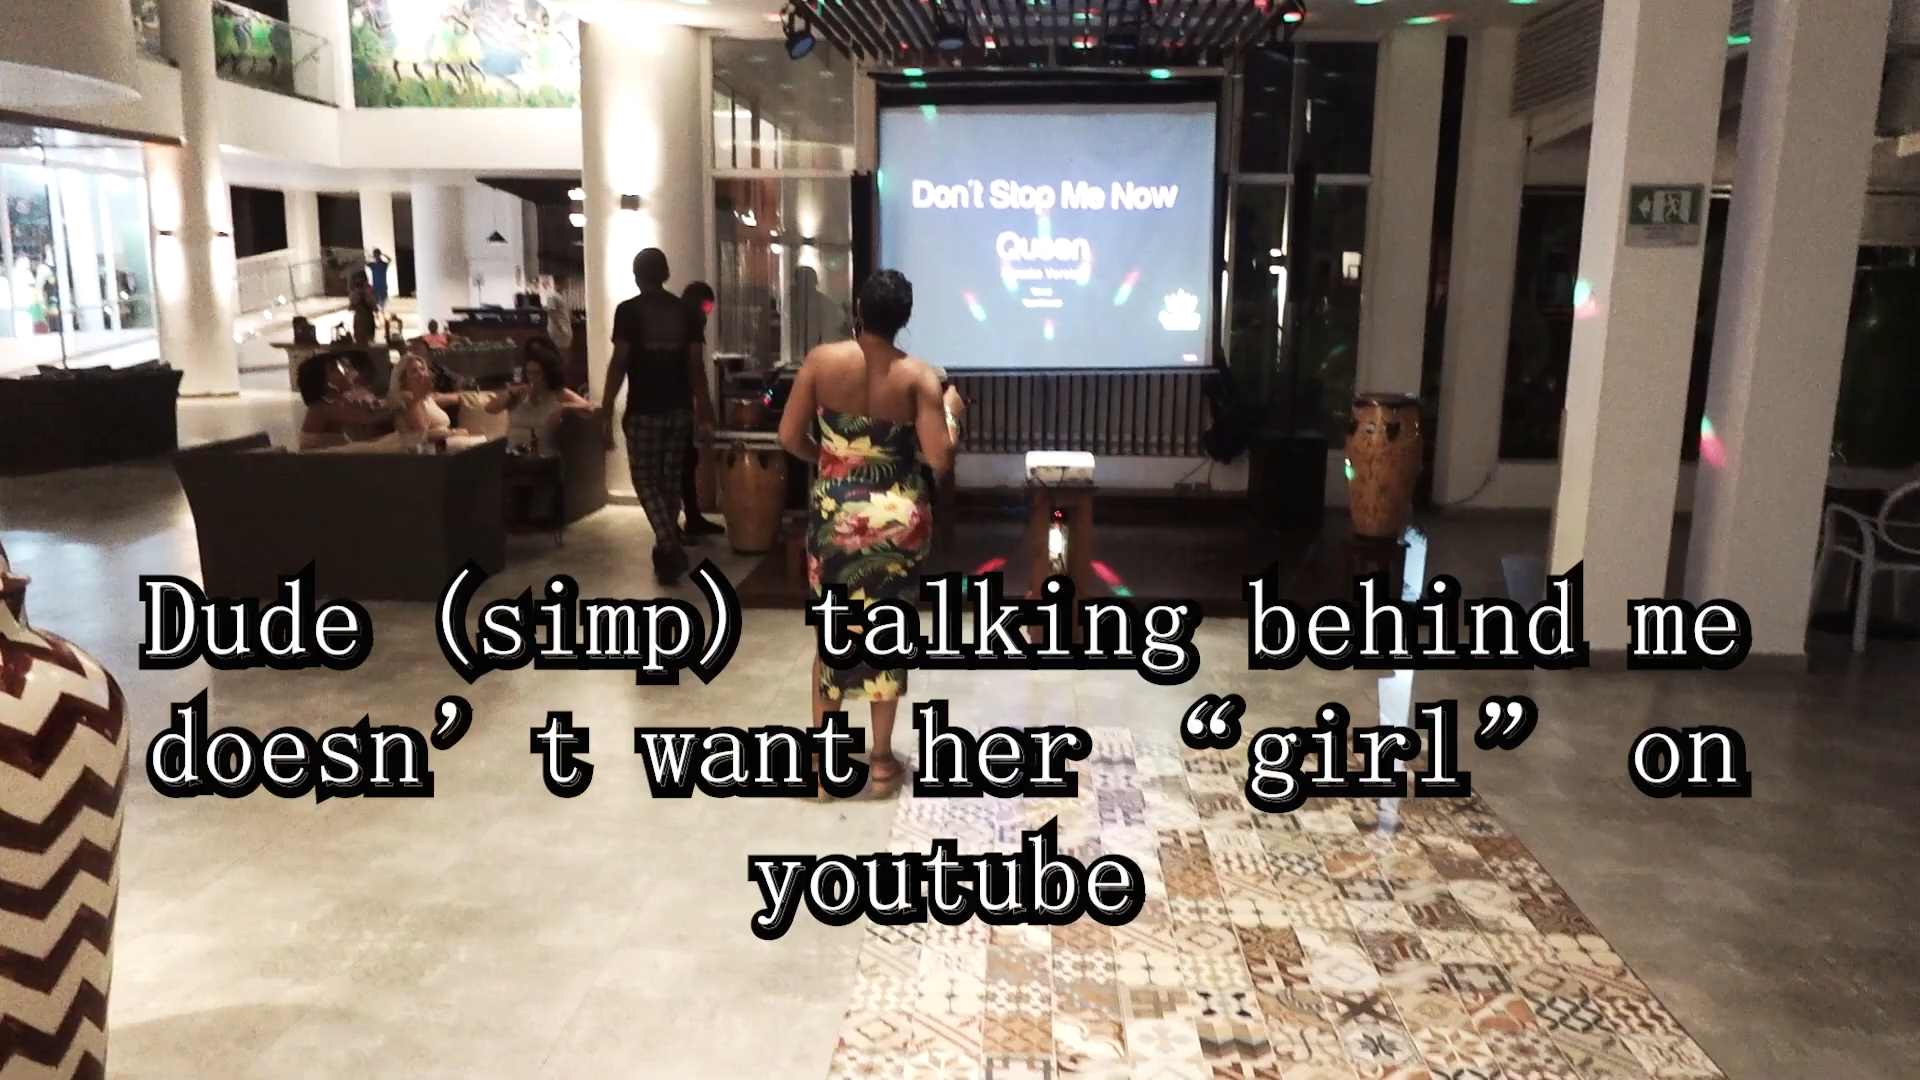 Don't Stop Me Now
Queen
Dude (simp) talking behind me
doesn’t want her “girl” on
youtube